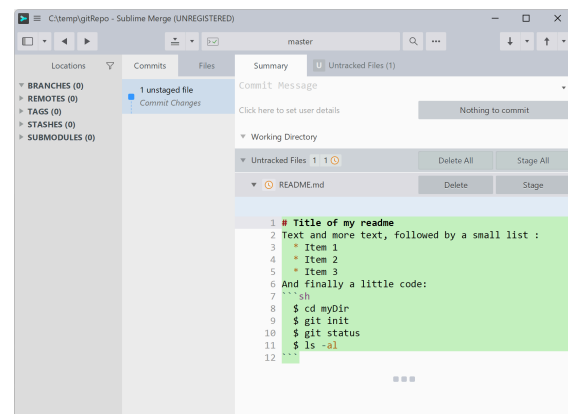 C:\temp\gitRepo - Sublime Merge (UNREGISTERED)
master
Locations
Commits
Files
Summary
U Untracked Files (1)
BRANCHES (0)
REMOTES (0)
TAGS (0)
STASHES (0)
SUBMODULES (0)
1 unstaged file
Commit Changes
Commit Message
Click here to set user details
Nothing to commit
Working Directory
Untracked Files 1 1
Delete All
Stage All
README.md
Delete
Stage
1 # Title of my readme
2 Text and more text, followed by a small list :
3   * Item 1
4   * Item 2
5   * Item 3
6 And finally a little code:
7 ```sh
8   $ cd myDir
9   $ git init
10   $ git status
11   $ ls -al
12 ```